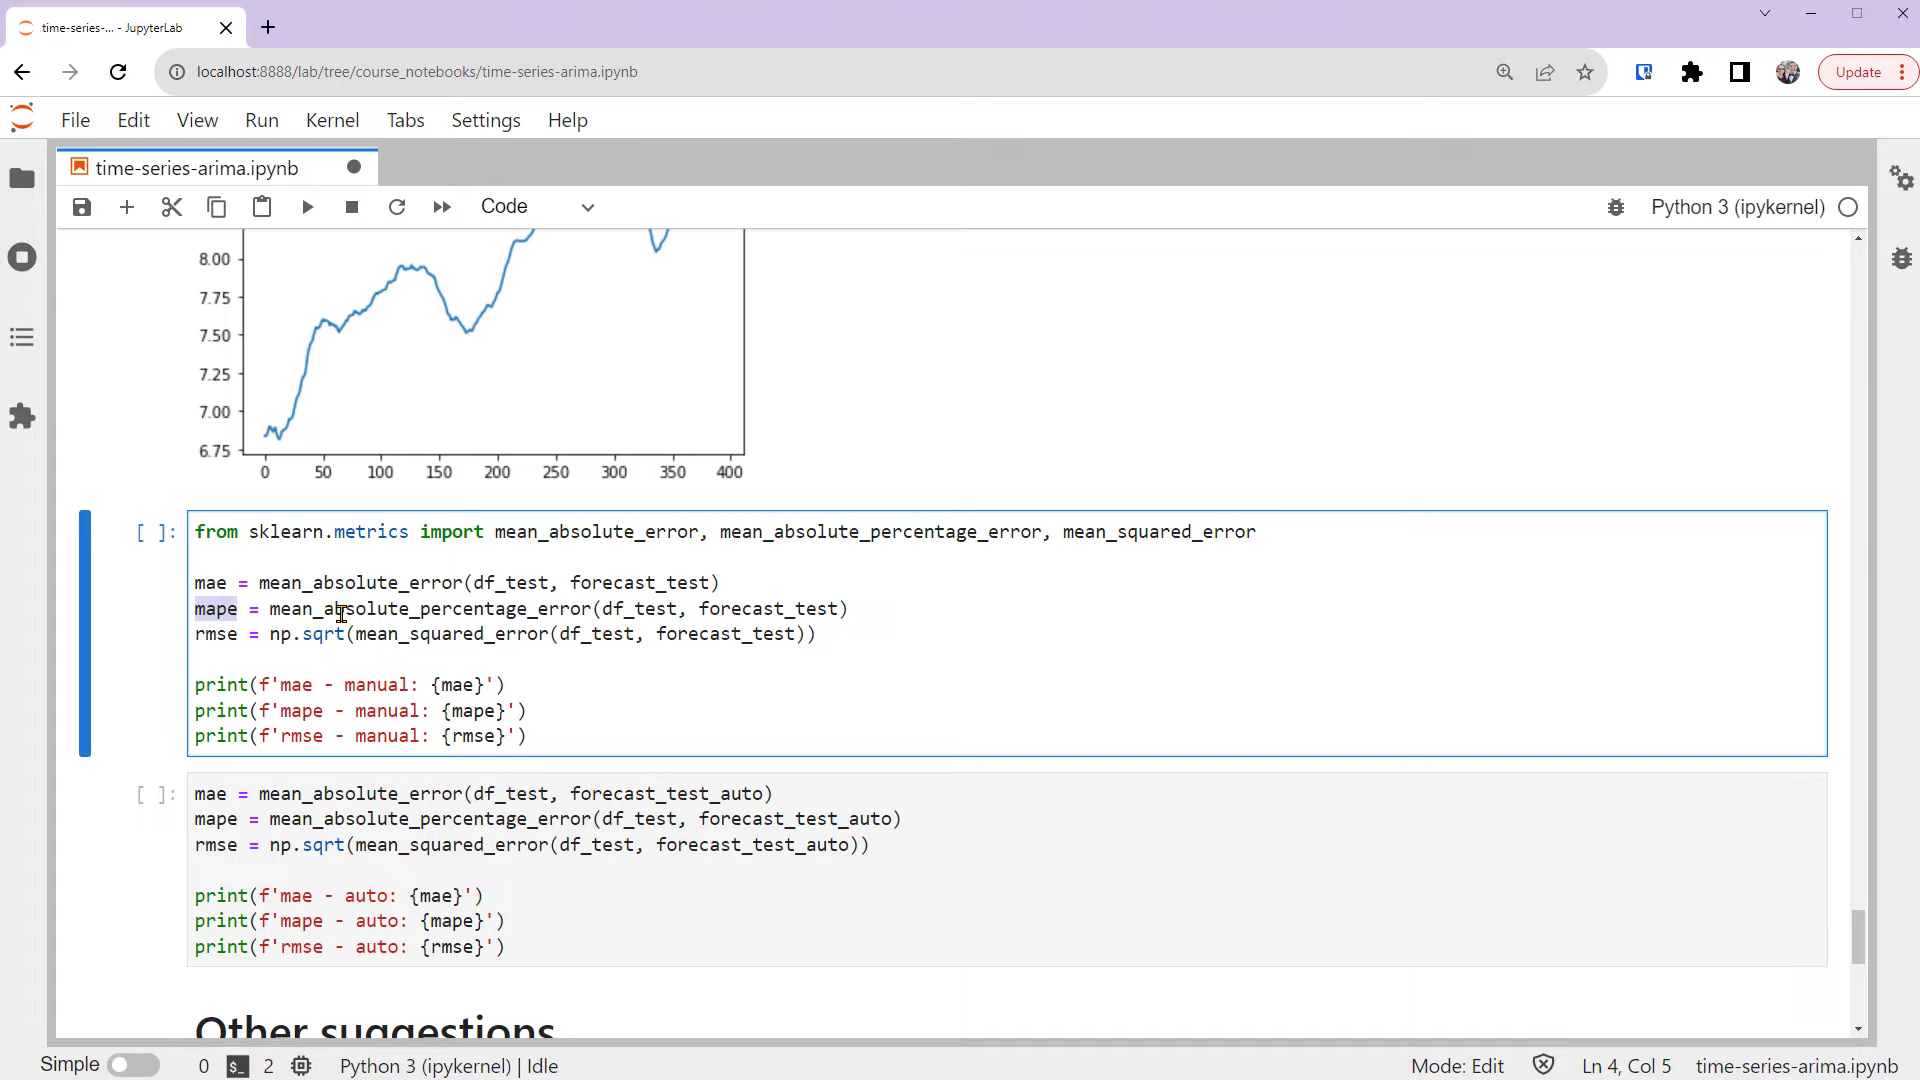 time-series-... - JupyterLab
localhost:8888/lab/tree/course_notebooks/time-series-arima.ipynb
Update
File Edit View Run Kernel Tabs Settings Help
time-series-arima.ipynb
Code
Python 3 (ipykernel)
8.00
7.75
7.50
7.25
7.00
6.75
0 50 100 150 200 250 300 350 400
[ ]: from sklearn.metrics import mean_absolute_error, mean_absolute_percentage_error, mean_squared_error
mae = mean_absolute_error(df_test, forecast_test)
mape = mean_absolute_percentage_error(df_test, forecast_test)
rmse = np.sqrt(mean_squared_error(df_test, forecast_test))
print(f'mae - manual: {mae}')
print(f'mape - manual: {mape}')
print(f'rmse - manual: {rmse}')
[ ]: mae = mean_absolute_error(df_test, forecast_test_auto)
mape = mean_absolute_percentage_error(df_test, forecast_test_auto)
rmse = np.sqrt(mean_squared_error(df_test, forecast_test_auto))
print(f'mae - auto: {mae}')
print(f'mape - auto: {mape}')
print(f'rmse - auto: {rmse}')
Other suggestions
Simple 0 $_ 2 Python 3 (ipykernel) | Idle Mode: Edit Ln 4, Col 5 time-series-arima.ipynb